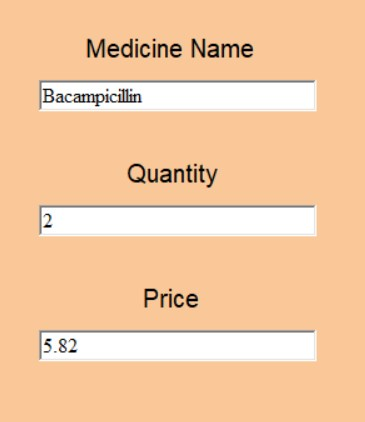 Medicine Name
Bacampicillin
Quantity
2
Price
5.82